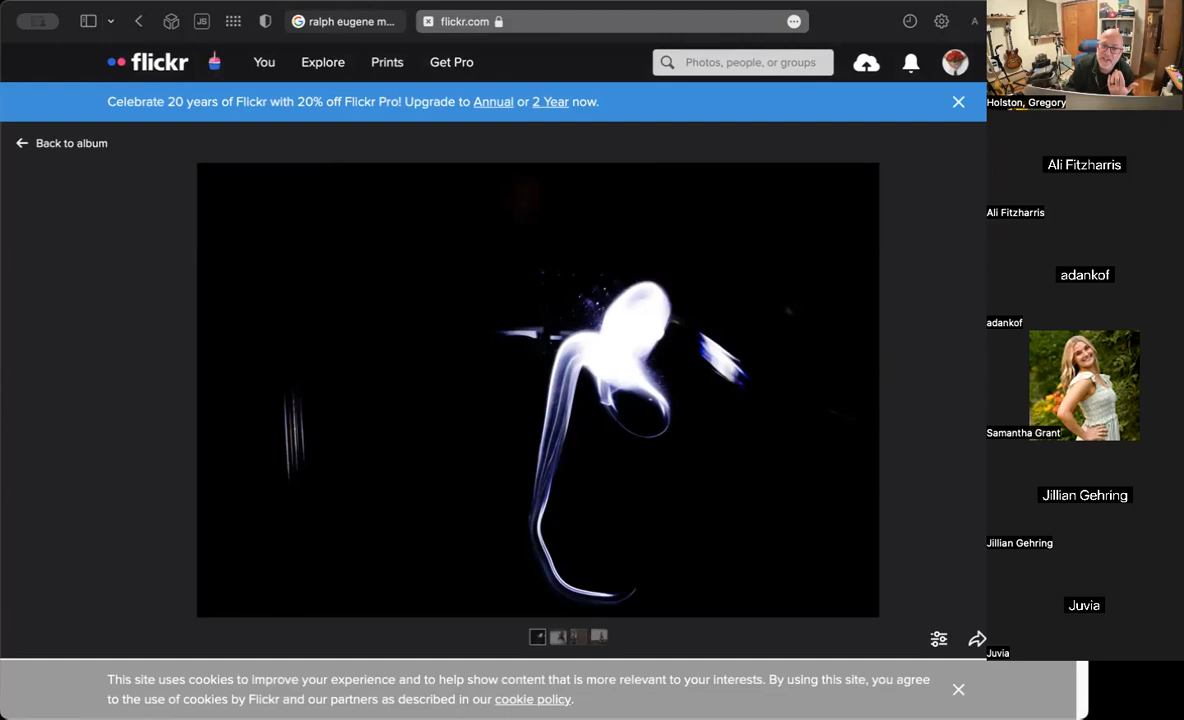 JS
ralph eugene m...
flickr.com
A
flickr
You
Explore
Prints
Get Pro
Photos, people, or groups
Celebrate 20 years of Flickr with 20% off Flickr Pro! Upgrade to Annual or 2 Year now.
Back to album
This site uses cookies to improve your experience and to help show content that is more relevant to your interests. By using this site, you agree
to the use of cookies by Flickr and our partners as described in our cookie policy.
Holston, Gregory
Ali Fitzharris
Ali Fitzharris
adankof
adankof
Samantha Grant
Jillian Gehring
Jillian Gehring
Juvia
Juvia